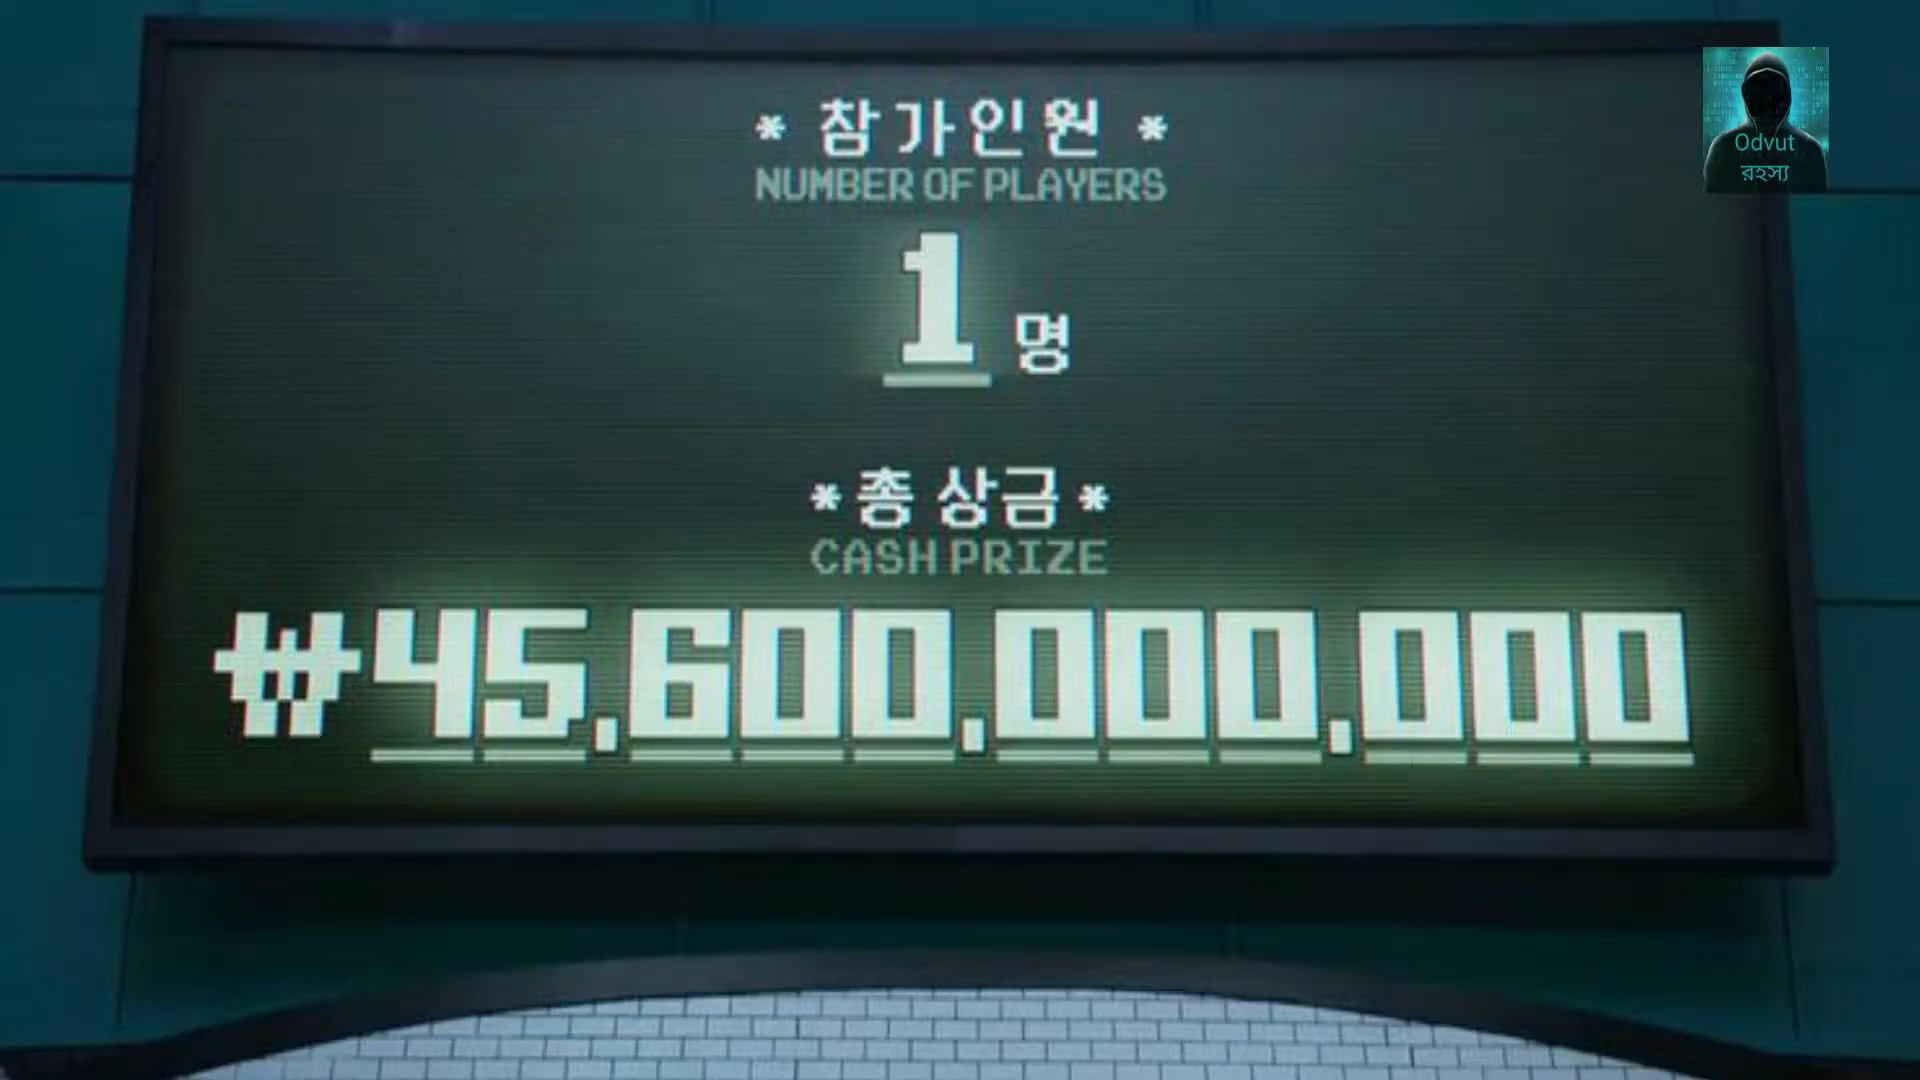 * 참가인원 *
NUMBER OF PLAYERS
1 명
* 총 상금 *
CASH PRIZE
₩45,600,000,000
Odvut
রহস্য